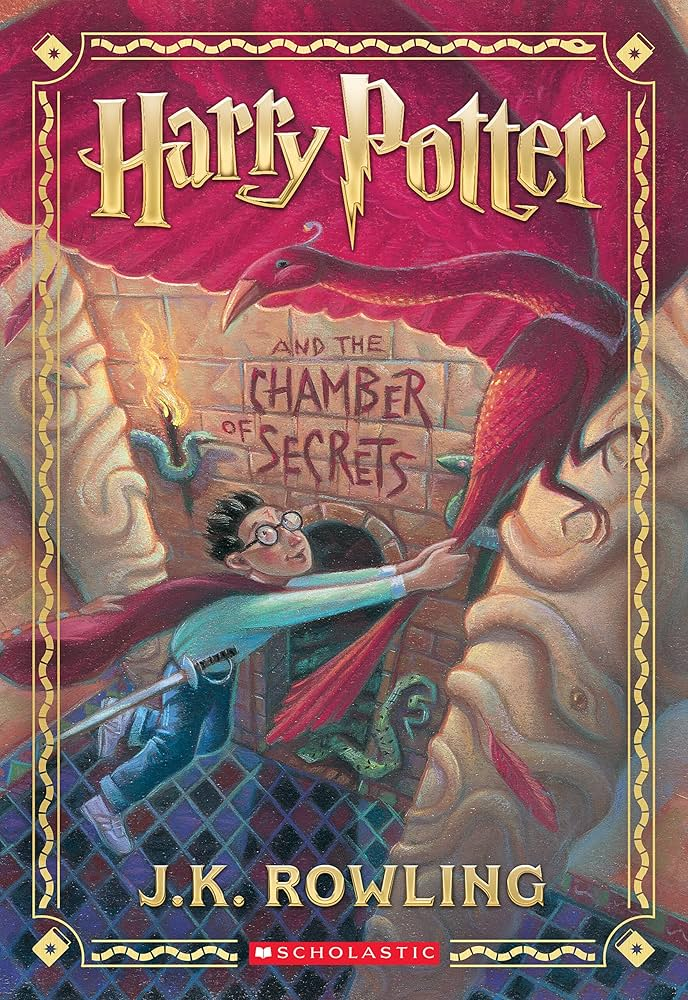 Harry Potter
AND THE
CHAMBER
OF SECRETS
J.K. ROWLING
SCHOLASTIC